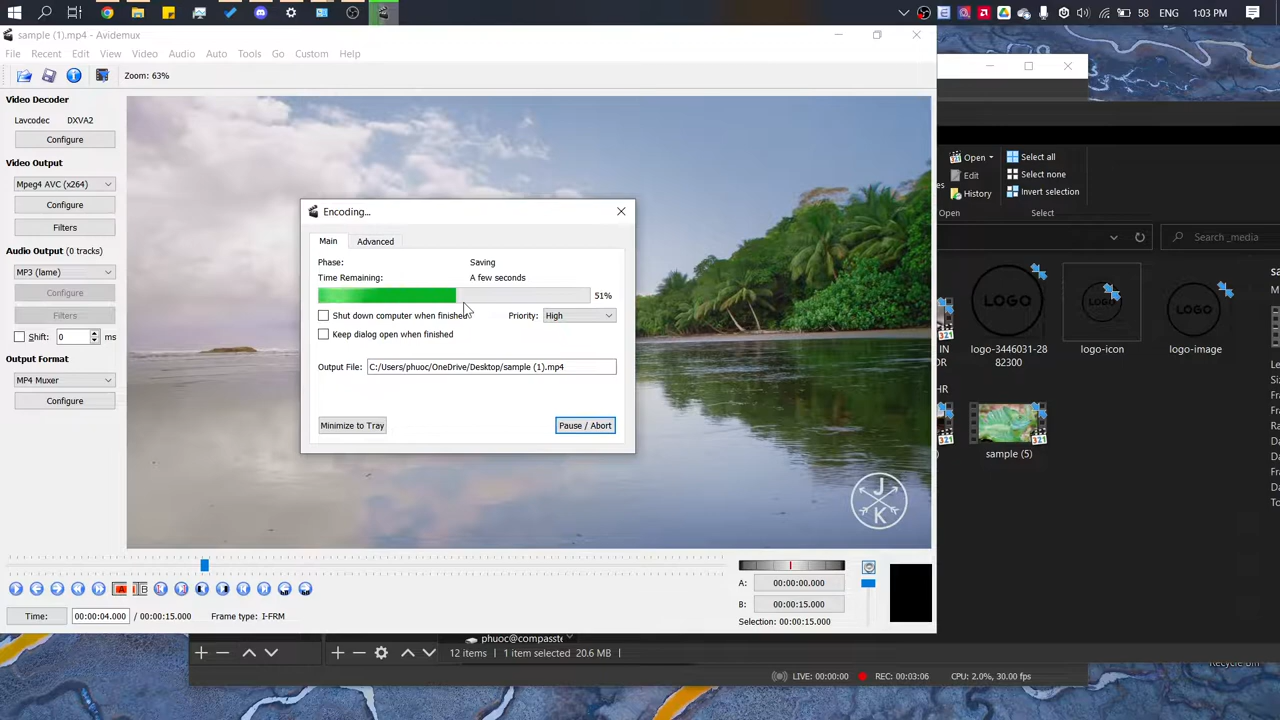 58 ENG 1:03 PM
sample (1).mp4 - Avidemux
File Recent Edit View Video Audio Auto Tools Go Custom Help
Zoom: 63%
Video Decoder
Lavcodec DXVA2
Configure
Video Output
Mpeg4 AVC (x264)
Configure
Filters
Audio Output (0 tracks)
MP3 (lame)
Configure
Filters
Shift: 0 ms
Output Format
MP4 Muxer
Configure
Encoding...
Main Advanced
Phase: Saving
Time Remaining: A few seconds
51%
Shut down computer when finished Priority: High
Keep dialog open when finished
Output File: C:/Users/phuoc/OneDrive/Desktop/sample (1).mp4
Minimize to Tray Pause / Abort
J
K
Open Select all
Edit Select none
History Invert selection
Open Select
Search _media
LOGO LOGO LOGO
logo-3446031-28
82300
logo-icon
logo-image
sample (5)
A: 00:00:00.000
B: 00:00:15.000
Selection: 00:00:15.000
Time: 00:00:04.000 / 00:00:15.000 Frame type: I-FRM
12 items 1 item selected 20.6 MB
LIVE: 00:00:00 REC: 00:03:06 CPU: 2.0%, 30.00 fps